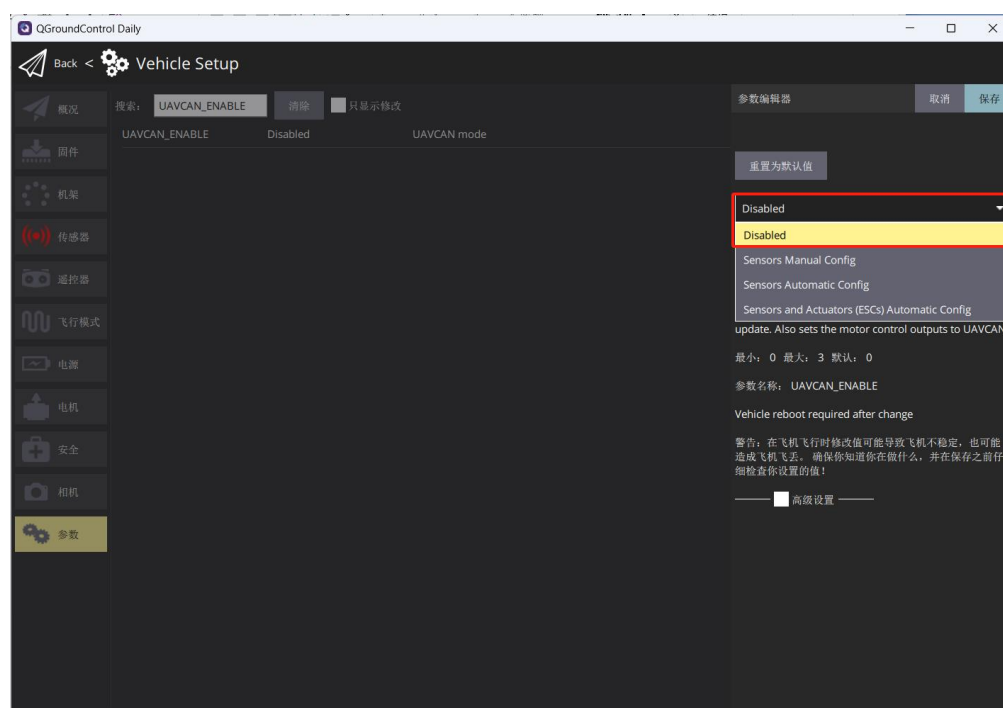 QGroundControl Daily
Back < Vehicle Setup
概况
固件
机架
传感器
遥控器
飞行模式
电源
电机
安全
相机
参数
搜索： UAVCAN_ENABLE 清除 只显示修改
UAVCAN_ENABLE Disabled UAVCAN mode
参数编辑器 取消 保存
重置为默认值
Disabled
Disabled
Sensors Manual Config
Sensors Automatic Config
Sensors and Actuators (ESCs) Automatic Config
update. Also sets the motor control outputs to UAVCAN
最小： 0 最大： 3 默认： 0
参数名称： UAVCAN_ENABLE
Vehicle reboot required after change
警告：在飞机飞行时修改值可能导致飞机不稳定，也可能
造成飞机飞丢。 确保你知道你在做什么，并在保存之前仔
细检查你设置的值！
高级设置